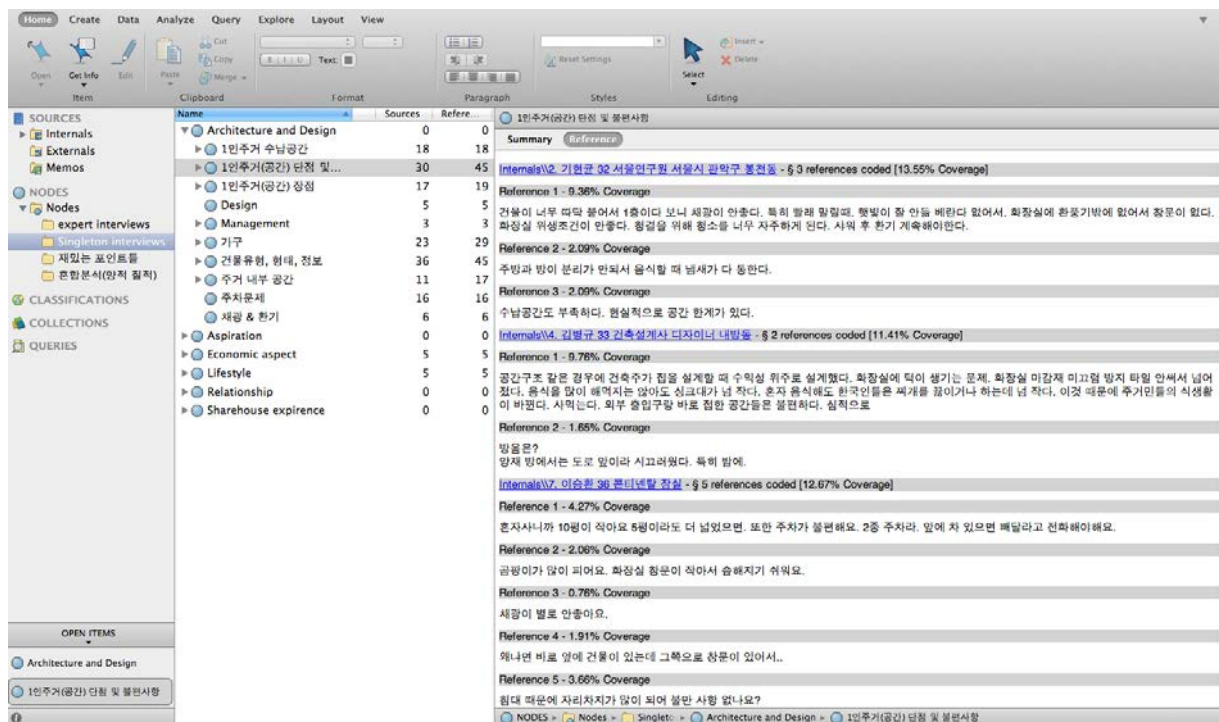 Home Create Data Analyze Query Explore Layout View
Open Get Info Edit Paste Cut Copy Merge
B I U Text:
Reset Settings Select Insert Delete
Item Clipboard Format Paragraph Styles Editing
SOURCES
Internals
Externals
Memos
NODES
Nodes
expert interviews
Singleton interviews
재밌는 포인트들
혼합분석(양적 질적)
CLASSIFICATIONS
COLLECTIONS
QUERIES
OPEN ITEMS
Architecture and Design
1인주거(공간) 단점 및 불편사항
Name Sources Refere...
Architecture and Design 0 0
1인주거 수납공간 18 18
1인주거(공간) 단점 및... 30 45
1인주거(공간) 장점 17 19
Design 5 5
Management 3 3
가구 23 29
건물유형, 형태, 정보 36 45
주거 내부 공간 11 17
주차문제 16 16
채광 & 환기 6 6
Aspiration 0 0
Economic aspect 5 5
Lifestyle 5 5
Relationship 0 0
Sharehouse expirence 0 0
1인주거(공간) 단점 및 불편사항
Summary Reference
Internals\\2. 기현균 32 서울연구원 서울시 관악구 봉천동 - § 3 references coded [13.55% Coverage]
Reference 1 - 9.36% Coverage
건물이 너무 따닥 붙어서 1층이다 보니 채광이 안좋다. 특히 빨래 말릴때. 햇빛이 잘 안들 베란다 없어서. 화장실에 환풍기밖에 없어서 창문이 없다.
화장실 위생조건이 안좋다. 청결을 위해 청소를 너무 자주하게 된다. 샤워 후 환기 계속해야한다.
Reference 2 - 2.09% Coverage
주방과 방이 분리가 안되서 음식할 때 냄새가 다 동한다.
Reference 3 - 2.09% Coverage
수납공간도 부족하다. 현실적으로 공간 한계가 있다.
Internals\\4. 김병규 33 건축설계사 디자이너 내방동 - § 2 references coded [11.41% Coverage]
Reference 1 - 9.76% Coverage
공간구조 같은 경우에 건축주가 집을 설계할 때 수익성 위주로 설계했다. 화장실에 턱이 생기는 문제. 화장실 마감재 미끄럼 방지 타일 안써서 넘어
졌다. 음식을 많이 해먹지는 않아도 싱크대가 넘 작다. 혼자 음식해도 한국인들은 찌개를 끓이거나 하는데 넘 작다. 이것 때문에 주거민들의 식생활
이 바뀐다. 사먹는다. 외부 출입구랑 바로 접한 공간들은 불편하다. 심적으로
Reference 2 - 1.65% Coverage
방음은?
양재 방에서는 도로 앞이라 시끄러웠다. 특히 밤에.
Internals\\7. 이승환 36 콘티넨탈 잠실 - § 5 references coded [12.67% Coverage]
Reference 1 - 4.27% Coverage
혼자사니까 10평이 작아요 5평이라도 더 넓었으면. 또한 주차가 불편해요. 2중 주차라. 앞에 차 있으면 빼달라고 전화해야해요.
Reference 2 - 2.06% Coverage
곰팡이가 많이 피어요. 화장실 창문이 작아서 습해지기 쉬워요.
Reference 3 - 0.76% Coverage
채광이 별로 안좋아요.
Reference 4 - 1.91% Coverage
왜냐면 바로 옆에 건물이 있는데 그쪽으로 창문이 있어서..
Reference 5 - 3.66% Coverage
침대 때문에 자리차지가 많이 되어 불만 사항 없나요?
NODES Nodes Singletc Architecture and Design 1인주거(공간) 단점 및 불편사항